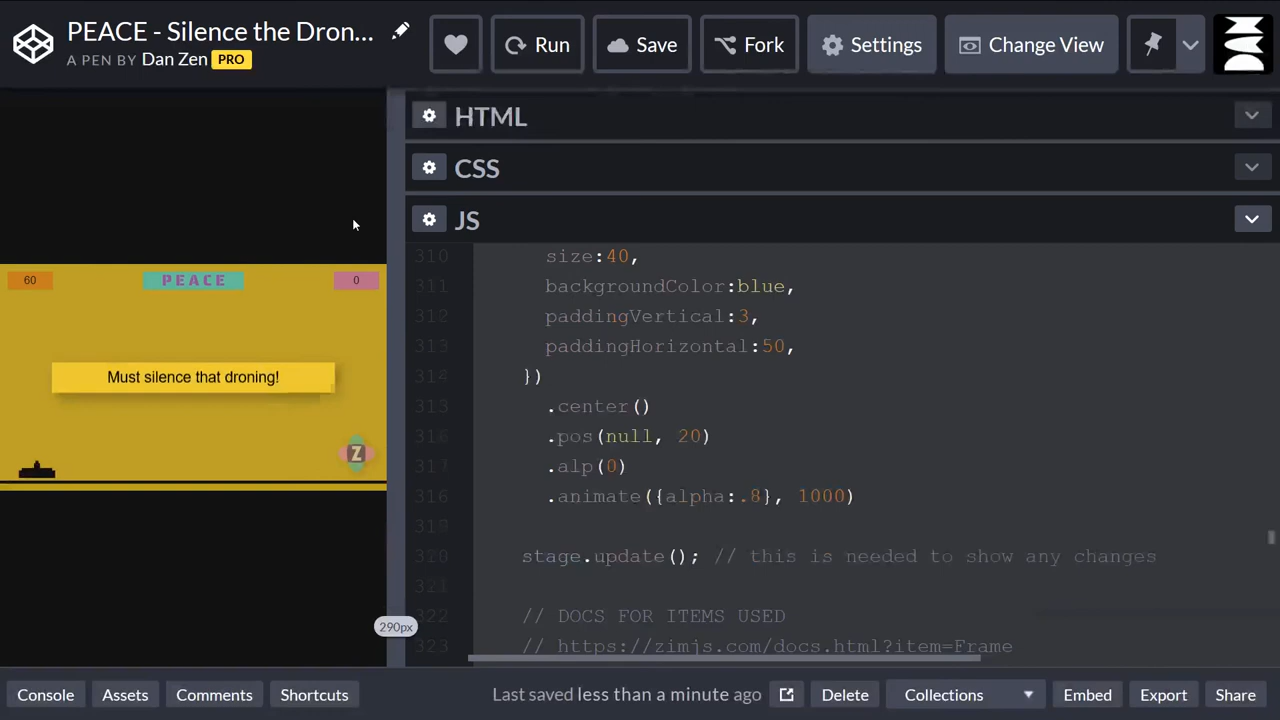 PEACE - Silence the Dron...
A PEN BY Dan Zen PRO
Run
Save
Fork
Settings
Change View
HTML
CSS
JS
60
PEACE
0
Must silence that droning!
Z
290px
310 size:40,
311 backgroundColor:blue,
312 paddingVertical:3,
313 paddingHorizontal:50,
314 })
313 .center()
316 .pos(null, 20)
317 .alp(0)
316 .animate({alpha:.8}, 1000)
319
320 stage.update(); // this is needed to show any changes
321
322 // DOCS FOR ITEMS USED
323 // https://zimjs.com/docs.html?item=Frame
Console
Assets
Comments
Shortcuts
Last saved less than a minute ago
Delete
Collections
Embed
Export
Share